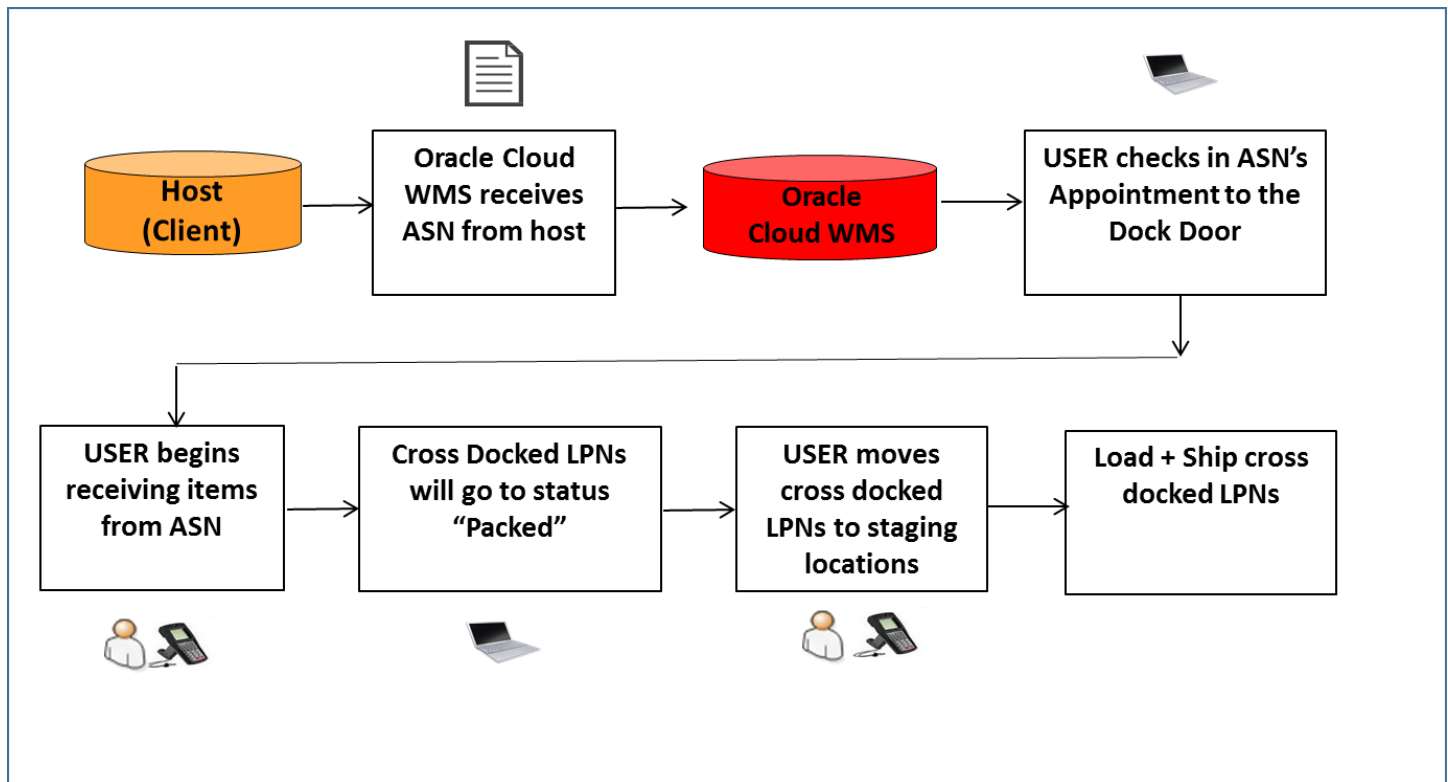 Host
(Client)
Oracle Cloud
WMS receives
ASN from host
Oracle
Cloud WMS
USER checks in ASN’s
Appointment to the
Dock Door
USER begins
receiving items
from ASN
Cross Docked LPNs
will go to status
“Packed”
USER moves
cross docked
LPNs to staging
locations
Load + Ship cross
docked LPNs